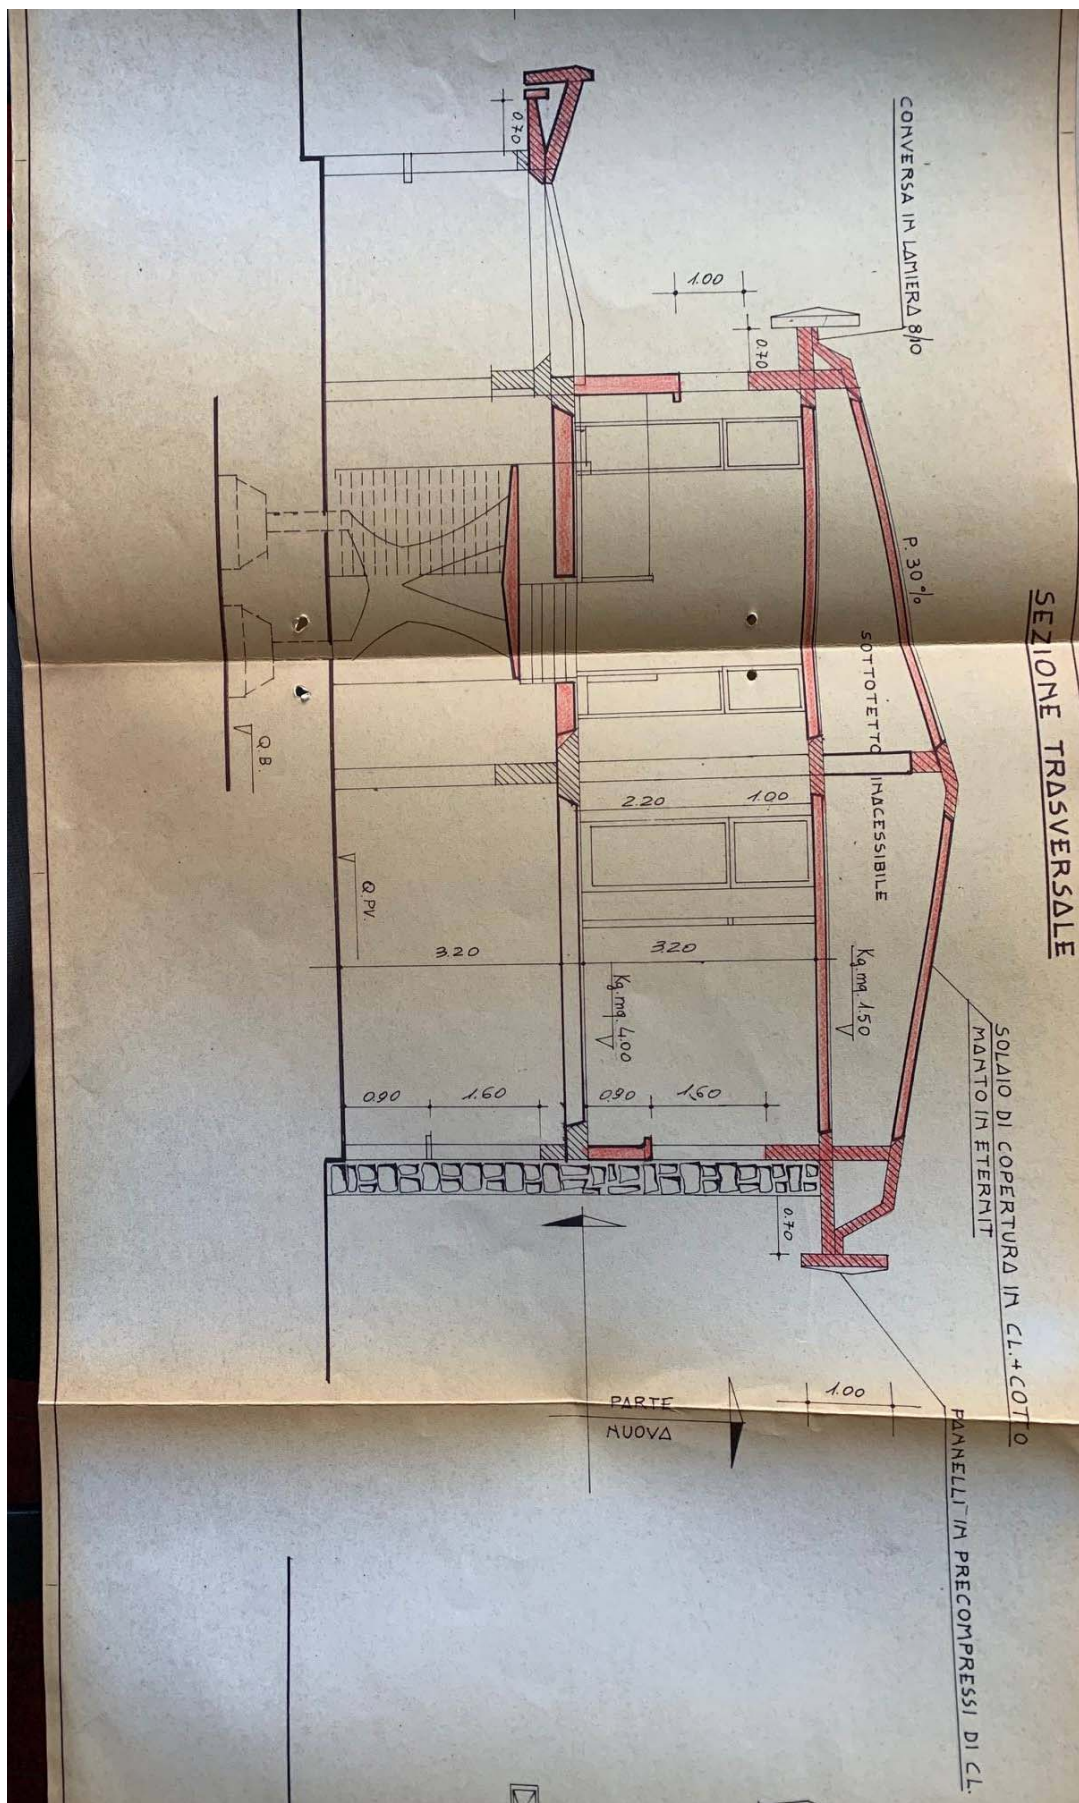 SEZIONE TRASVERSALE
CONVERSA IN LAMIERA 8/10
P. 30%
SOTTOTETTO INACESSIBILE
SOLAIO DI COPERTURA IN CL.+COTTO
MANTO IN ETERMIT
PANNELLI IN PRECOMPRESSI DI CL.
0.70
1.00
0.70
2.20
1.00
3.20
3.20
Kg.mq. 1.50
Kg.mq. 4.00
0.90
1.60
0.90
1.60
0.70
1.00
PARTE
NUOVA
Q.PV.
Q.B.